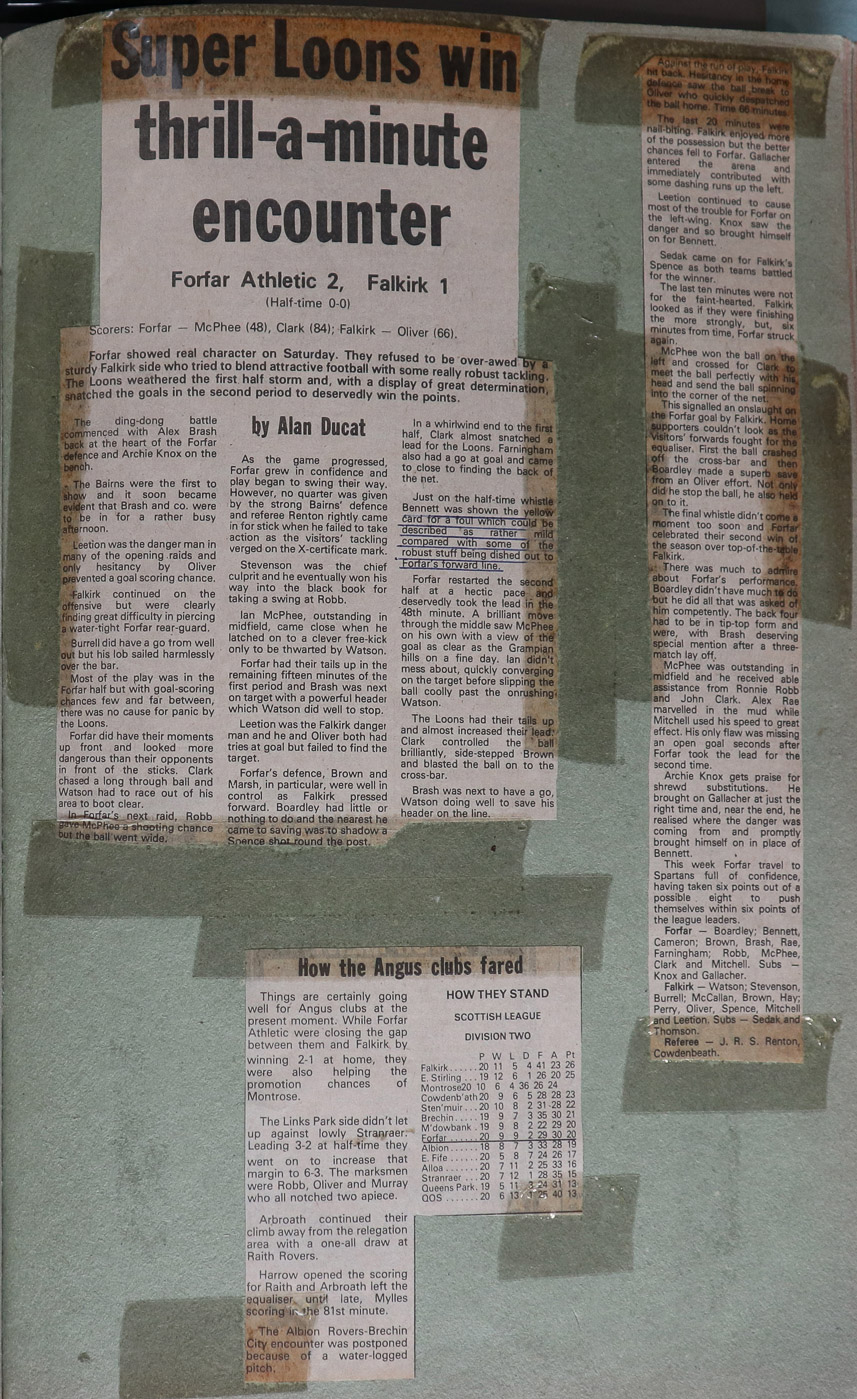 Super Loons win
thrill-a-minute
encounter
Forfar Athletic 2, Falkirk 1
(Half-time 0-0)
Scorers: Forfar — McPhee (48), Clark (84); Falkirk — Oliver (66).
Forfar showed real character on Saturday. They refused to be over-awed by a
sturdy Falkirk side who tried to blend attractive football with some really robust tackling.
The Loons weathered the first half storm and, with a display of great determination,
snatched the goals in the second period to deservedly win the points.
The ding-dong battle
commenced with Alex Brash
back at the heart of the Forfar
defence and Archie Knox on the
bench.
The Bairns were the first to
show and it soon became
evident that Brash and co. were
to be in for a rather busy
afternoon.
Leetion was the danger man in
many of the opening raids and
only hesitancy by Oliver
prevented a goal scoring chance.
Falkirk continued on the
offensive but were clearly
finding great difficulty in piercing
a water-tight Forfar rear-guard.
Burrell did have a go from well
out but his lob sailed harmlessly
over the bar.
Most of the play was in the
Forfar half but with goal-scoring
chances few and far between,
there was no cause for panic by
the Loons.
Forfar did have their moments
up front and looked more
dangerous than their opponents
in front of the sticks. Clark
chased a long through ball and
Watson had to race out of his
area to boot clear.
In Forfar's next raid, Robb
gave McPhee a shooting chance
but the ball went wide.
by Alan Ducat
As the game progressed,
Forfar grew in confidence and
play began to swing their way.
However, no quarter was given
by the strong Bairns' defence
and referee Renton rightly came
in for stick when he failed to take
action as the visitors' tackling
verged on the X-certificate mark.
Stevenson was the chief
culprit and he eventually won his
way into the black book for
taking a swing at Robb.
Ian McPhee, outstanding in
midfield, came close when he
latched on to a clever free-kick
only to be thwarted by Watson.
Forfar had their tails up in the
remaining fifteen minutes of the
first period and Brash was next
on target with a powerful header
which Watson did well to stop.
Leetion was the Falkirk danger
man and he and Oliver both had
tries at goal but failed to find the
target.
Forfar's defence, Brown and
Marsh, in particular, were well in
control as Falkirk pressed
forward. Boardley had little or
nothing to do and the nearest he
came to saving was to shadow a
Spence shot round the post.
In a whirlwind end to the first
half, Clark almost snatched a
lead for the Loons. Farningham
also had a go at goal and came
to close to finding the back of
the net.
Just on the half-time whistle
Bennett was shown the yellow
card for a foul which could be
described as rather mild
compared with some of the
robust stuff being dished out to
Forfar's forward line.
Forfar restarted the second
half at a hectic pace and
deservedly took the lead in the
48th minute. A brilliant move
through the middle saw McPhee
on his own with a view of the
goal as clear as the Grampian
hills on a fine day. Ian didn't
mess about, quickly converging
on the target before slipping the
ball coolly past the onrushing
Watson.
The Loons had their tails up
and almost increased their lead.
Clark controlled the ball
brilliantly, side-stepped Brown
and blasted the ball on to the
cross-bar.
Brash was next to have a go,
Watson doing well to save his
header on the line.
Against the run of play, Falkirk
hit back. Hesitancy in the home
defence saw the ball break to
Oliver who quickly despatched
the ball home. Time 66 minutes.
The last 20 minutes were
nail-biting. Falkirk enjoyed more
of the possession but the better
chances fell to Forfar. Gallacher
entered the arena and
immediately contributed with
some dashing runs up the left.
Leetion continued to cause
most of the trouble for Forfar on
the left-wing. Knox saw the
danger and so brought himself
on for Bennett.
Sedak came on for Falkirk's
Spence as both teams battled
for the winner.
The last ten minutes were not
for the faint-hearted. Falkirk
looked as if they were finishing
the more strongly, but, six
minutes from time, Forfar struck
again.
McPhee won the ball on the
left and crossed for Clark to
meet the ball perfectly with his
head and send the ball spinning
into the corner of the net.
This signalled an onslaught on
the Forfar goal by Falkirk. Home
supporters couldn't look as the
visitors' forwards fought for the
equaliser. First the ball crashed
off the cross-bar and then
Boardley made a superb save
from an Oliver effort. Not only
did he stop the ball, he also held
on to it.
The final whistle didn't come a
moment too soon and Forfar
celebrated their second win of
the season over top-of-the-table
Falkirk.
There was much to admire
about Forfar's performance.
Boardley didn't have much to do
but he did all that was asked of
him competently. The back four
had to be in tip-top form and
were, with Brash deserving
special mention after a three-
match lay off.
McPhee was outstanding in
midfield and he received able
assistance from Ronnie Robb
and John Clark. Alex Rae
marvelled in the mud while
Mitchell used his speed to great
effect. His only flaw was missing
an open goal seconds after
Forfar took the lead for the
second time.
Archie Knox gets praise for
shrewd substitutions. He
brought on Gallacher at just the
right time and, near the end, he
realised where the danger was
coming from and promptly
brought himself on in place of
Bennett.
This week Forfar travel to
Spartans full of confidence,
having taken six points out of a
possible eight to push
themselves within six points of
the league leaders.
Forfar — Boardley; Bennett,
Cameron; Brown, Brash, Rae,
Farningham; Robb, McPhee,
Clark and Mitchell. Subs —
Knox and Gallacher.
Falkirk — Watson; Stevenson,
Burrell; McCallan, Brown, Hay;
Perry, Oliver, Spence, Mitchell
and Leetion. Subs — Sedak and
Thomson.
Referee — J. R. S. Renton,
Cowdenbeath.
How the Angus clubs fared
Things are certainly going
well for Angus clubs at the
present moment. While Forfar
Athletic were closing the gap
between them and Falkirk by
winning 2-1 at home, they
were also helping the
promotion chances of
Montrose.
The Links Park side didn't let
up against lowly Stranraer.
Leading 3-2 at half-time they
went on to increase that
margin to 6-3. The marksmen
were Robb, Oliver and Murray
who all notched two apiece.
Arbroath continued their
climb away from the relegation
area with a one-all draw at
Raith Rovers.
Harrow opened the scoring
for Raith and Arbroath left the
equaliser until late, Mylles
scoring in the 81st minute.
The Albion Rovers-Brechin
City encounter was postponed
because of a water-logged
pitch.
HOW THEY STAND
SCOTTISH LEAGUE
DIVISION TWO
P W L D F A Pt
Falkirk......20 11 5 4 41 23 26
E. Stirling ...19 12 6 1 26 20 25
Montrose20 10 6 4 36 26 24
Cowdenb'ath20 9 6 5 28 28 23
Sten'muir...20 10 8 2 31 28 22
Brechin.....19 9 7 3 35 30 21
M'dowbank.19 9 8 2 22 29 20
Forfar......20 9 9 2 29 30 20
Albion......18 8 7 3 33 28 19
E. Fife......20 5 8 7 24 26 17
Alloa.......20 7 11 2 25 33 16
Stranraer...20 7 12 1 28 35 15
Queens Park.19 5 11 3 24 31 13
QOS.......20 6 13 1 25 40 13